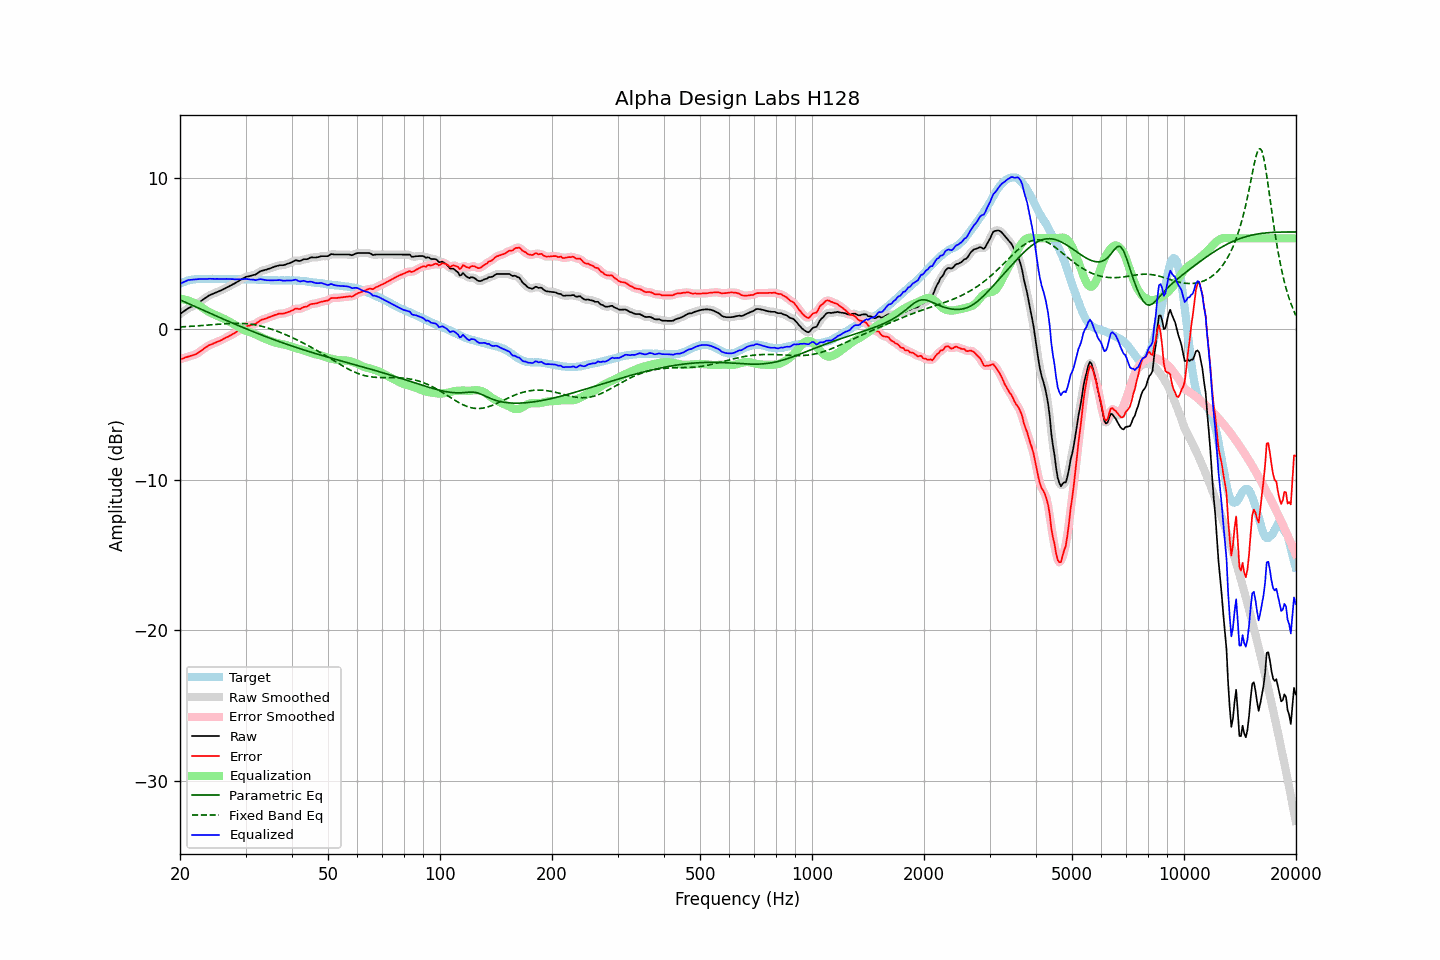 Alpha Design Labs H128
Amplitude (dBr)
10
0
−10
−20
−30
Target
Raw Smoothed
Error Smoothed
Raw
Error
Equalization
Parametric Eq
Fixed Band Eq
Equalized
20 50 100 200 500 1000 2000 5000 10000 20000
Frequency (Hz)